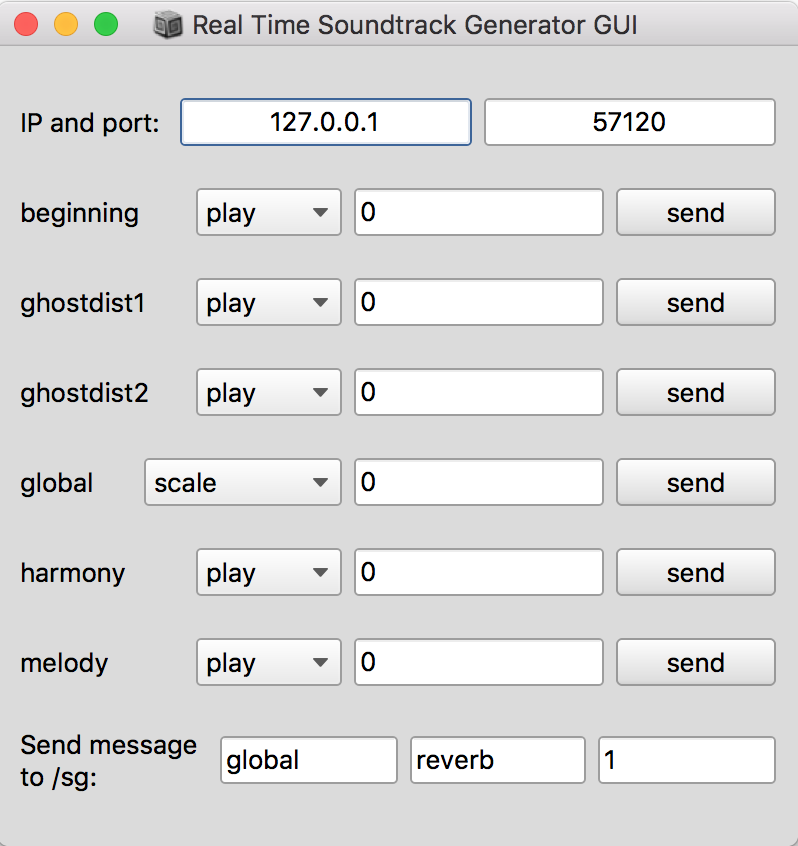 Real Time Soundtrack Generator GUI
IP and port: 127.0.0.1 57120
beginning play 0 send
ghostdist1 play 0 send
ghostdist2 play 0 send
global scale 0 send
harmony play 0 send
melody play 0 send
Send message
to /sg: global reverb 1